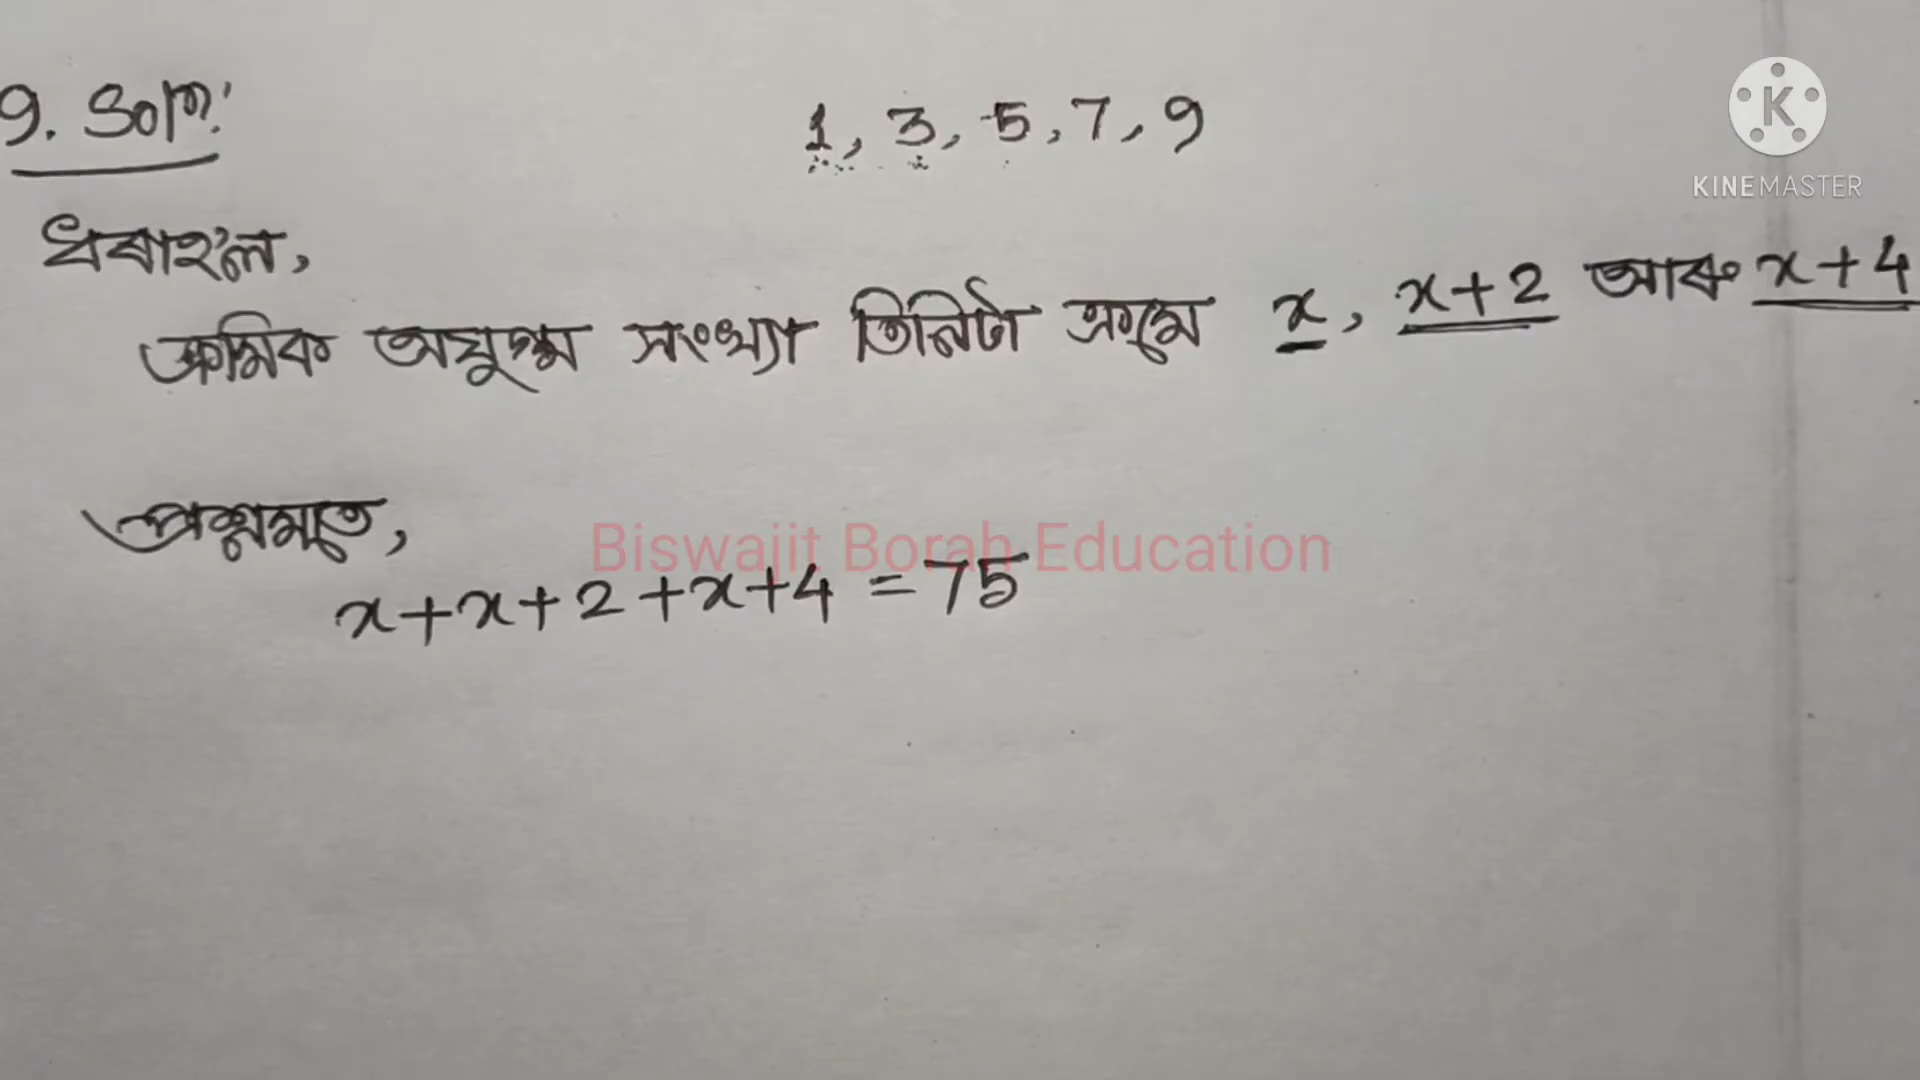 9. Solⁿ:
1, 3, 5, 7, 9
KINEMASTER
ধৰাহ'ল,
ক্ৰমিক অযুগ্ম সংখ্যা তিনিটা ক্ৰমে x, x+2 আৰু x+4
প্ৰশ্নমতে,
Biswajit Borah Education
x+x+2+x+4 = 75